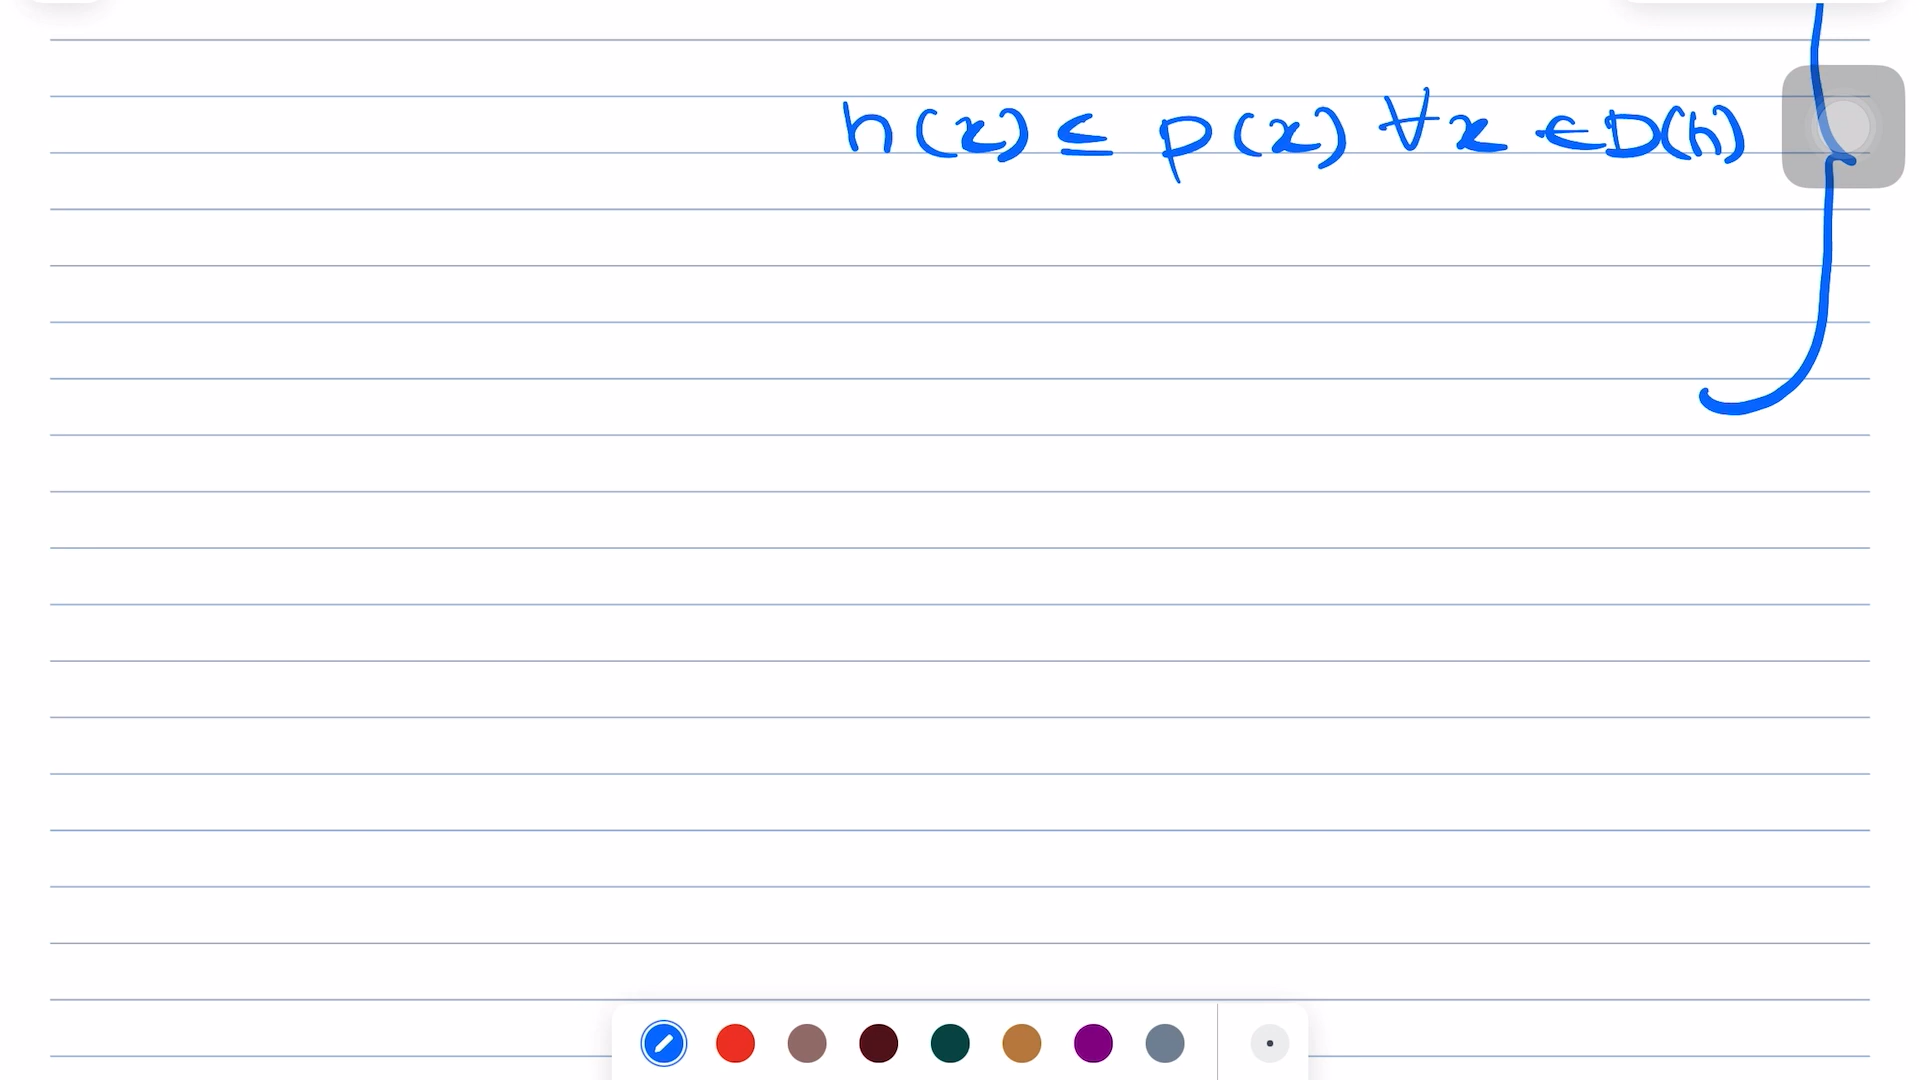 h(x) ≤ p(x) ∀x ∈ D(h)